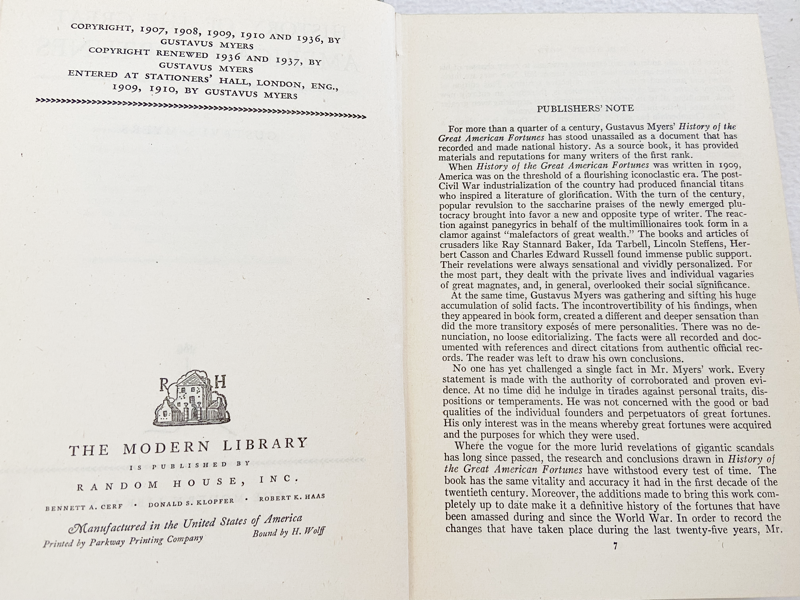 COPYRIGHT, 1907, 1908, 1909, 1910 AND 1936, BY
GUSTAVUS MYERS
COPYRIGHT RENEWED 1936 AND 1937, BY
GUSTAVUS MYERS
ENTERED AT STATIONERS' HALL, LONDON, ENG.,
1909, 1910, BY GUSTAVUS MYERS
R H
THE MODERN LIBRARY
IS PUBLISHED BY
RANDOM HOUSE, INC.
BENNETT A. CERF • DONALD S. KLOPFER • ROBERT K. HAAS
Manufactured in the United States of America
Printed by Parkway Printing Company Bound by H. Wolff
PUBLISHERS' NOTE
For more than a quarter of a century, Gustavus Myers' History of the
Great American Fortunes has stood unassailed as a document that has
recorded and made national history. As a source book, it has provided
materials and reputations for many writers of the first rank.
When History of the Great American Fortunes was written in 1909,
America was on the threshold of a flourishing iconoclastic era. The post-
Civil War industrialization of the country had produced financial titans
who inspired a literature of glorification. With the turn of the century,
popular revulsion to the saccharine praises of the newly emerged plu-
tocracy brought into favor a new and opposite type of writer. The reac-
tion against panegyrics in behalf of the multimillionaires took form in a
clamor against "malefactors of great wealth." The books and articles of
crusaders like Ray Stannard Baker, Ida Tarbell, Lincoln Steffens, Her-
bert Casson and Charles Edward Russell found immense public support.
Their revelations were always sensational and vividly personalized. For
the most part, they dealt with the private lives and individual vagaries
of great magnates, and, in general, overlooked their social significance.
At the same time, Gustavus Myers was gathering and sifting his huge
accumulation of solid facts. The incontrovertibility of his findings, when
they appeared in book form, created a different and deeper sensation than
did the more transitory exposés of mere personalities. There was no de-
nunciation, no loose editorializing. The facts were all recorded and doc-
umented with references and direct citations from authentic official rec-
ords. The reader was left to draw his own conclusions.
No one has yet challenged a single fact in Mr. Myers' work. Every
statement is made with the authority of corroborated and proven evi-
dence. At no time did he indulge in tirades against personal traits, dis-
positions or temperaments. He was not concerned with the good or bad
qualities of the individual founders and perpetuators of great fortunes.
His only interest was in the means whereby great fortunes were acquired
and the purposes for which they were used.
Where the vogue for the more lurid revelations of gigantic scandals
has long since passed, the research and conclusions drawn in History of
the Great American Fortunes have withstood every test of time. The
book has the same vitality and accuracy it had in the first decade of the
twentieth century. Moreover, the additions made to bring this work com-
pletely up to date make it a definitive history of the fortunes that have
been amassed during and since the World War. In order to record the
changes that have taken place during the last twenty-five years, Mr.
7